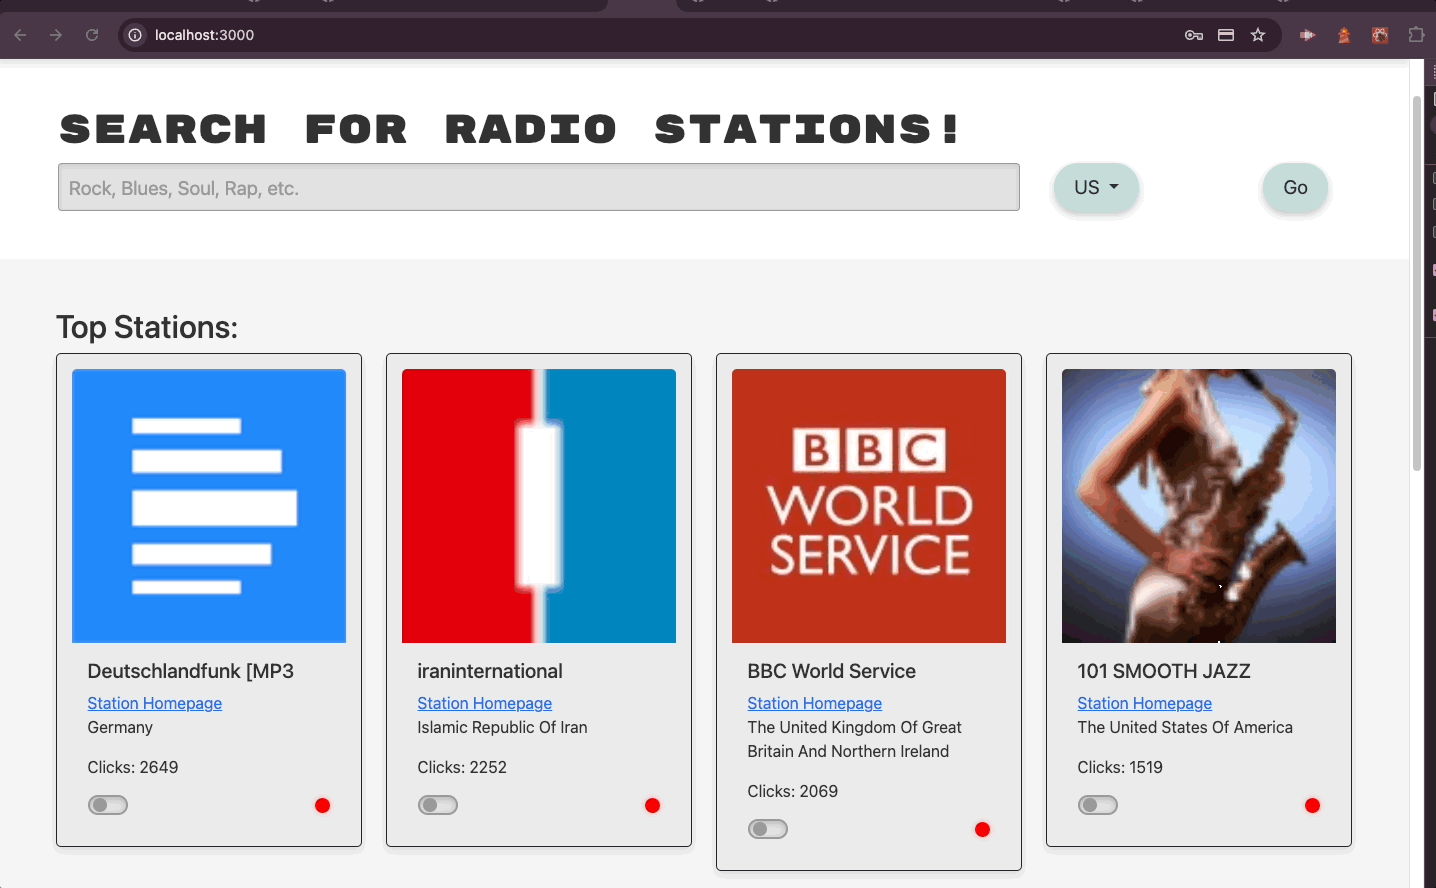 localhost:3000
SEARCH FOR RADIO STATIONS!
Rock, Blues, Soul, Rap, etc.
US
Go
Top Stations:
BBC
WORLD
SERVICE
Deutschlandfunk [MP3
Station Homepage
Germany
Clicks: 2649
iraninternational
Station Homepage
Islamic Republic Of Iran
Clicks: 2252
BBC World Service
Station Homepage
The United Kingdom Of Great
Britain And Northern Ireland
Clicks: 2069
101 SMOOTH JAZZ
Station Homepage
The United States Of America
Clicks: 1519